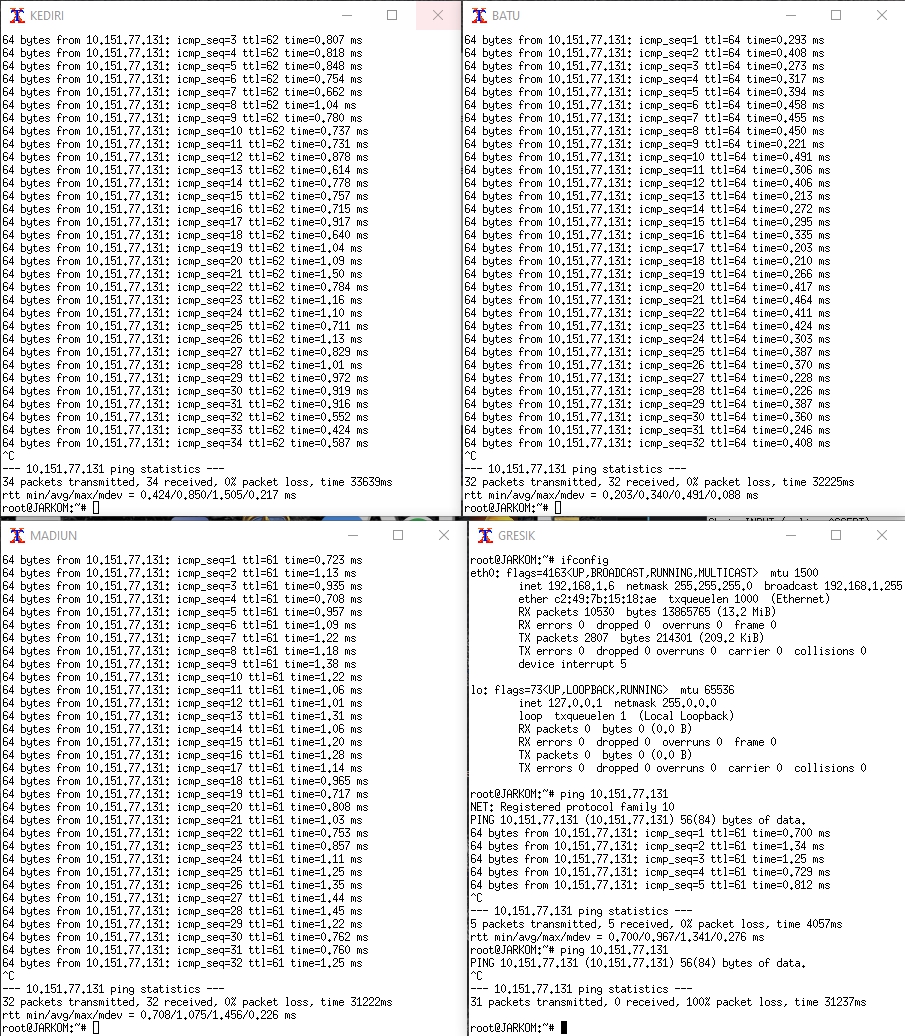 KEDIRI
64 bytes from 10.151.77.131: icmp_seq=3 ttl=62 time=0.807 ms
64 bytes from 10.151.77.131: icmp_seq=4 ttl=62 time=0.818 ms
64 bytes from 10.151.77.131: icmp_seq=5 ttl=62 time=0.848 ms
64 bytes from 10.151.77.131: icmp_seq=6 ttl=62 time=0.754 ms
64 bytes from 10.151.77.131: icmp_seq=7 ttl=62 time=0.662 ms
64 bytes from 10.151.77.131: icmp_seq=8 ttl=62 time=1.04 ms
64 bytes from 10.151.77.131: icmp_seq=9 ttl=62 time=0.780 ms
64 bytes from 10.151.77.131: icmp_seq=10 ttl=62 time=0.737 ms
64 bytes from 10.151.77.131: icmp_seq=11 ttl=62 time=0.731 ms
64 bytes from 10.151.77.131: icmp_seq=12 ttl=62 time=0.878 ms
64 bytes from 10.151.77.131: icmp_seq=13 ttl=62 time=0.614 ms
64 bytes from 10.151.77.131: icmp_seq=14 ttl=62 time=0.778 ms
64 bytes from 10.151.77.131: icmp_seq=15 ttl=62 time=0.757 ms
64 bytes from 10.151.77.131: icmp_seq=16 ttl=62 time=0.715 ms
64 bytes from 10.151.77.131: icmp_seq=17 ttl=62 time=0.917 ms
64 bytes from 10.151.77.131: icmp_seq=18 ttl=62 time=0.640 ms
64 bytes from 10.151.77.131: icmp_seq=19 ttl=62 time=1.04 ms
64 bytes from 10.151.77.131: icmp_seq=20 ttl=62 time=1.09 ms
64 bytes from 10.151.77.131: icmp_seq=21 ttl=62 time=1.50 ms
64 bytes from 10.151.77.131: icmp_seq=22 ttl=62 time=0.784 ms
64 bytes from 10.151.77.131: icmp_seq=23 ttl=62 time=1.16 ms
64 bytes from 10.151.77.131: icmp_seq=24 ttl=62 time=1.10 ms
64 bytes from 10.151.77.131: icmp_seq=25 ttl=62 time=0.711 ms
64 bytes from 10.151.77.131: icmp_seq=26 ttl=62 time=1.13 ms
64 bytes from 10.151.77.131: icmp_seq=27 ttl=62 time=0.829 ms
64 bytes from 10.151.77.131: icmp_seq=28 ttl=62 time=1.01 ms
64 bytes from 10.151.77.131: icmp_seq=29 ttl=62 time=0.972 ms
64 bytes from 10.151.77.131: icmp_seq=30 ttl=62 time=0.919 ms
64 bytes from 10.151.77.131: icmp_seq=31 ttl=62 time=0.916 ms
64 bytes from 10.151.77.131: icmp_seq=32 ttl=62 time=0.552 ms
64 bytes from 10.151.77.131: icmp_seq=33 ttl=62 time=0.424 ms
64 bytes from 10.151.77.131: icmp_seq=34 ttl=62 time=0.587 ms
^C
--- 10.151.77.131 ping statistics ---
34 packets transmitted, 34 received, 0% packet loss, time 33639ms
rtt min/avg/max/mdev = 0.424/0.850/1.505/0.217 ms
root@JARKOM:~#
BATU
64 bytes from 10.151.77.131: icmp_seq=1 ttl=64 time=0.293 ms
64 bytes from 10.151.77.131: icmp_seq=2 ttl=64 time=0.408 ms
64 bytes from 10.151.77.131: icmp_seq=3 ttl=64 time=0.273 ms
64 bytes from 10.151.77.131: icmp_seq=4 ttl=64 time=0.317 ms
64 bytes from 10.151.77.131: icmp_seq=5 ttl=64 time=0.394 ms
64 bytes from 10.151.77.131: icmp_seq=6 ttl=64 time=0.458 ms
64 bytes from 10.151.77.131: icmp_seq=7 ttl=64 time=0.455 ms
64 bytes from 10.151.77.131: icmp_seq=8 ttl=64 time=0.450 ms
64 bytes from 10.151.77.131: icmp_seq=9 ttl=64 time=0.221 ms
64 bytes from 10.151.77.131: icmp_seq=10 ttl=64 time=0.491 ms
64 bytes from 10.151.77.131: icmp_seq=11 ttl=64 time=0.306 ms
64 bytes from 10.151.77.131: icmp_seq=12 ttl=64 time=0.406 ms
64 bytes from 10.151.77.131: icmp_seq=13 ttl=64 time=0.213 ms
64 bytes from 10.151.77.131: icmp_seq=14 ttl=64 time=0.272 ms
64 bytes from 10.151.77.131: icmp_seq=15 ttl=64 time=0.295 ms
64 bytes from 10.151.77.131: icmp_seq=16 ttl=64 time=0.335 ms
64 bytes from 10.151.77.131: icmp_seq=17 ttl=64 time=0.203 ms
64 bytes from 10.151.77.131: icmp_seq=18 ttl=64 time=0.210 ms
64 bytes from 10.151.77.131: icmp_seq=19 ttl=64 time=0.266 ms
64 bytes from 10.151.77.131: icmp_seq=20 ttl=64 time=0.417 ms
64 bytes from 10.151.77.131: icmp_seq=21 ttl=64 time=0.464 ms
64 bytes from 10.151.77.131: icmp_seq=22 ttl=64 time=0.411 ms
64 bytes from 10.151.77.131: icmp_seq=23 ttl=64 time=0.424 ms
64 bytes from 10.151.77.131: icmp_seq=24 ttl=64 time=0.303 ms
64 bytes from 10.151.77.131: icmp_seq=25 ttl=64 time=0.387 ms
64 bytes from 10.151.77.131: icmp_seq=26 ttl=64 time=0.370 ms
64 bytes from 10.151.77.131: icmp_seq=27 ttl=64 time=0.228 ms
64 bytes from 10.151.77.131: icmp_seq=28 ttl=64 time=0.226 ms
64 bytes from 10.151.77.131: icmp_seq=29 ttl=64 time=0.387 ms
64 bytes from 10.151.77.131: icmp_seq=30 ttl=64 time=0.360 ms
64 bytes from 10.151.77.131: icmp_seq=31 ttl=64 time=0.246 ms
64 bytes from 10.151.77.131: icmp_seq=32 ttl=64 time=0.408 ms
^C
--- 10.151.77.131 ping statistics ---
32 packets transmitted, 32 received, 0% packet loss, time 32225ms
rtt min/avg/max/mdev = 0.203/0.340/0.491/0.088 ms
root@JARKOM:~#
MADIUN
64 bytes from 10.151.77.131: icmp_seq=1 ttl=61 time=0.723 ms
64 bytes from 10.151.77.131: icmp_seq=2 ttl=61 time=1.13 ms
64 bytes from 10.151.77.131: icmp_seq=3 ttl=61 time=0.935 ms
64 bytes from 10.151.77.131: icmp_seq=4 ttl=61 time=0.708 ms
64 bytes from 10.151.77.131: icmp_seq=5 ttl=61 time=0.957 ms
64 bytes from 10.151.77.131: icmp_seq=6 ttl=61 time=1.09 ms
64 bytes from 10.151.77.131: icmp_seq=7 ttl=61 time=1.22 ms
64 bytes from 10.151.77.131: icmp_seq=8 ttl=61 time=1.18 ms
64 bytes from 10.151.77.131: icmp_seq=9 ttl=61 time=1.38 ms
64 bytes from 10.151.77.131: icmp_seq=10 ttl=61 time=1.22 ms
64 bytes from 10.151.77.131: icmp_seq=11 ttl=61 time=1.06 ms
64 bytes from 10.151.77.131: icmp_seq=12 ttl=61 time=1.01 ms
64 bytes from 10.151.77.131: icmp_seq=13 ttl=61 time=1.31 ms
64 bytes from 10.151.77.131: icmp_seq=14 ttl=61 time=1.06 ms
64 bytes from 10.151.77.131: icmp_seq=15 ttl=61 time=1.20 ms
64 bytes from 10.151.77.131: icmp_seq=16 ttl=61 time=1.28 ms
64 bytes from 10.151.77.131: icmp_seq=17 ttl=61 time=1.14 ms
64 bytes from 10.151.77.131: icmp_seq=18 ttl=61 time=0.965 ms
64 bytes from 10.151.77.131: icmp_seq=19 ttl=61 time=0.717 ms
64 bytes from 10.151.77.131: icmp_seq=20 ttl=61 time=0.808 ms
64 bytes from 10.151.77.131: icmp_seq=21 ttl=61 time=1.03 ms
64 bytes from 10.151.77.131: icmp_seq=22 ttl=61 time=0.753 ms
64 bytes from 10.151.77.131: icmp_seq=23 ttl=61 time=0.857 ms
64 bytes from 10.151.77.131: icmp_seq=24 ttl=61 time=1.11 ms
64 bytes from 10.151.77.131: icmp_seq=25 ttl=61 time=1.25 ms
64 bytes from 10.151.77.131: icmp_seq=26 ttl=61 time=1.35 ms
64 bytes from 10.151.77.131: icmp_seq=27 ttl=61 time=1.44 ms
64 bytes from 10.151.77.131: icmp_seq=28 ttl=61 time=1.45 ms
64 bytes from 10.151.77.131: icmp_seq=29 ttl=61 time=1.22 ms
64 bytes from 10.151.77.131: icmp_seq=30 ttl=61 time=0.762 ms
64 bytes from 10.151.77.131: icmp_seq=31 ttl=61 time=0.760 ms
64 bytes from 10.151.77.131: icmp_seq=32 ttl=61 time=1.25 ms
^C
--- 10.151.77.131 ping statistics ---
32 packets transmitted, 32 received, 0% packet loss, time 31222ms
rtt min/avg/max/mdev = 0.708/1.075/1.456/0.226 ms
root@JARKOM:~#
GRESIK
root@JARKOM:~# ifconfig
eth0: flags=4163<UP,BROADCAST,RUNNING,MULTICAST>  mtu 1500
inet 192.168.1.6  netmask 255.255.255.0  broadcast 192.168.1.255
ether c2:49:7b:15:18:ae  txqueuelen 1000  (Ethernet)
RX packets 10530  bytes 13865765 (13.2 MiB)
RX errors 0  dropped 0  overruns 0  frame 0
TX packets 2807  bytes 214301 (209.2 KiB)
TX errors 0  dropped 0 overruns 0  carrier 0  collisions 0
device interrupt 5
lo: flags=73<UP,LOOPBACK,RUNNING>  mtu 65536
inet 127.0.0.1  netmask 255.0.0.0
loop  txqueuelen 1  (Local Loopback)
RX packets 0  bytes 0 (0.0 B)
RX errors 0  dropped 0  overruns 0  frame 0
TX packets 0  bytes 0 (0.0 B)
TX errors 0  dropped 0 overruns 0  carrier 0  collisions 0
root@JARKOM:~# ping 10.151.77.131
NET: Registered protocol family 10
PING 10.151.77.131 (10.151.77.131) 56(84) bytes of data.
64 bytes from 10.151.77.131: icmp_seq=1 ttl=61 time=0.700 ms
64 bytes from 10.151.77.131: icmp_seq=2 ttl=61 time=1.34 ms
64 bytes from 10.151.77.131: icmp_seq=3 ttl=61 time=1.25 ms
64 bytes from 10.151.77.131: icmp_seq=4 ttl=61 time=0.729 ms
64 bytes from 10.151.77.131: icmp_seq=5 ttl=61 time=0.812 ms
^C
--- 10.151.77.131 ping statistics ---
5 packets transmitted, 5 received, 0% packet loss, time 4057ms
rtt min/avg/max/mdev = 0.700/0.967/1.341/0.276 ms
root@JARKOM:~# ping 10.151.77.131
PING 10.151.77.131 (10.151.77.131) 56(84) bytes of data.
^C
--- 10.151.77.131 ping statistics ---
31 packets transmitted, 0 received, 100% packet loss, time 31237ms
root@JARKOM:~#